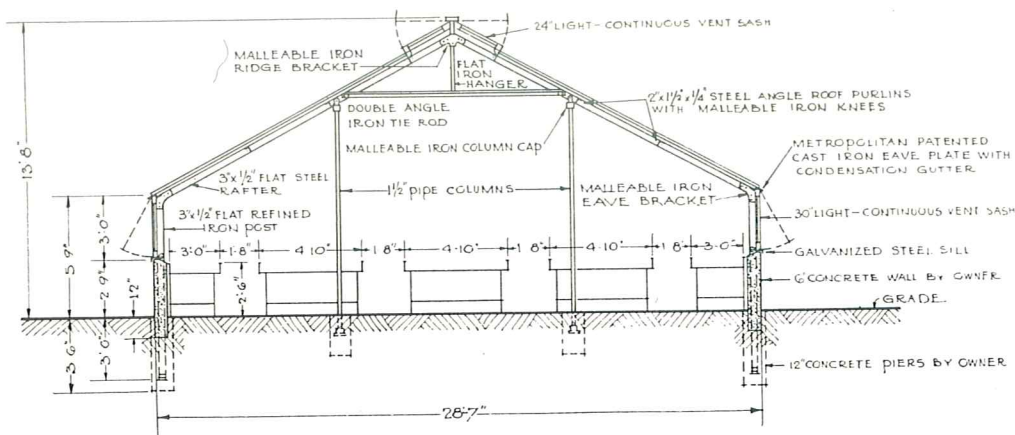 24" LIGHT-CONTINUOUS VENT SASH
MALLEABLE IRON
RIDGE BRACKET
FLAT
IRON
HANGER
DOUBLE ANGLE
IRON TIE ROD
2"x1½"x¼" STEEL ANGLE ROOF PURLINS
WITH MALLEABLE IRON KNEES
MALLEABLE IRON COLUMN CAP
METROPOLITAN PATENTED
CAST IRON EAVE PLATE WITH
CONDENSATION GUTTER
13'8"
3"x½" FLAT STEEL
RAFTER
1½" PIPE COLUMNS
MALLEABLE IRON
EAVE BRACKET
3"x½" FLAT REFINED
IRON POST
30" LIGHT-CONTINUOUS VENT SASH
5'9"
3'0"
2'9"
12"
3'-0"
1'-8"
4'-10"
1'8"
4'-10"
1'8"
4'-10"
1'8"
3'-0"
2'-6"
GALVANIZED STEEL SILL
6" CONCRETE WALL BY OWNER
GRADE
3'6"
3'0"
12" CONCRETE PIERS BY OWNER
28'-7"